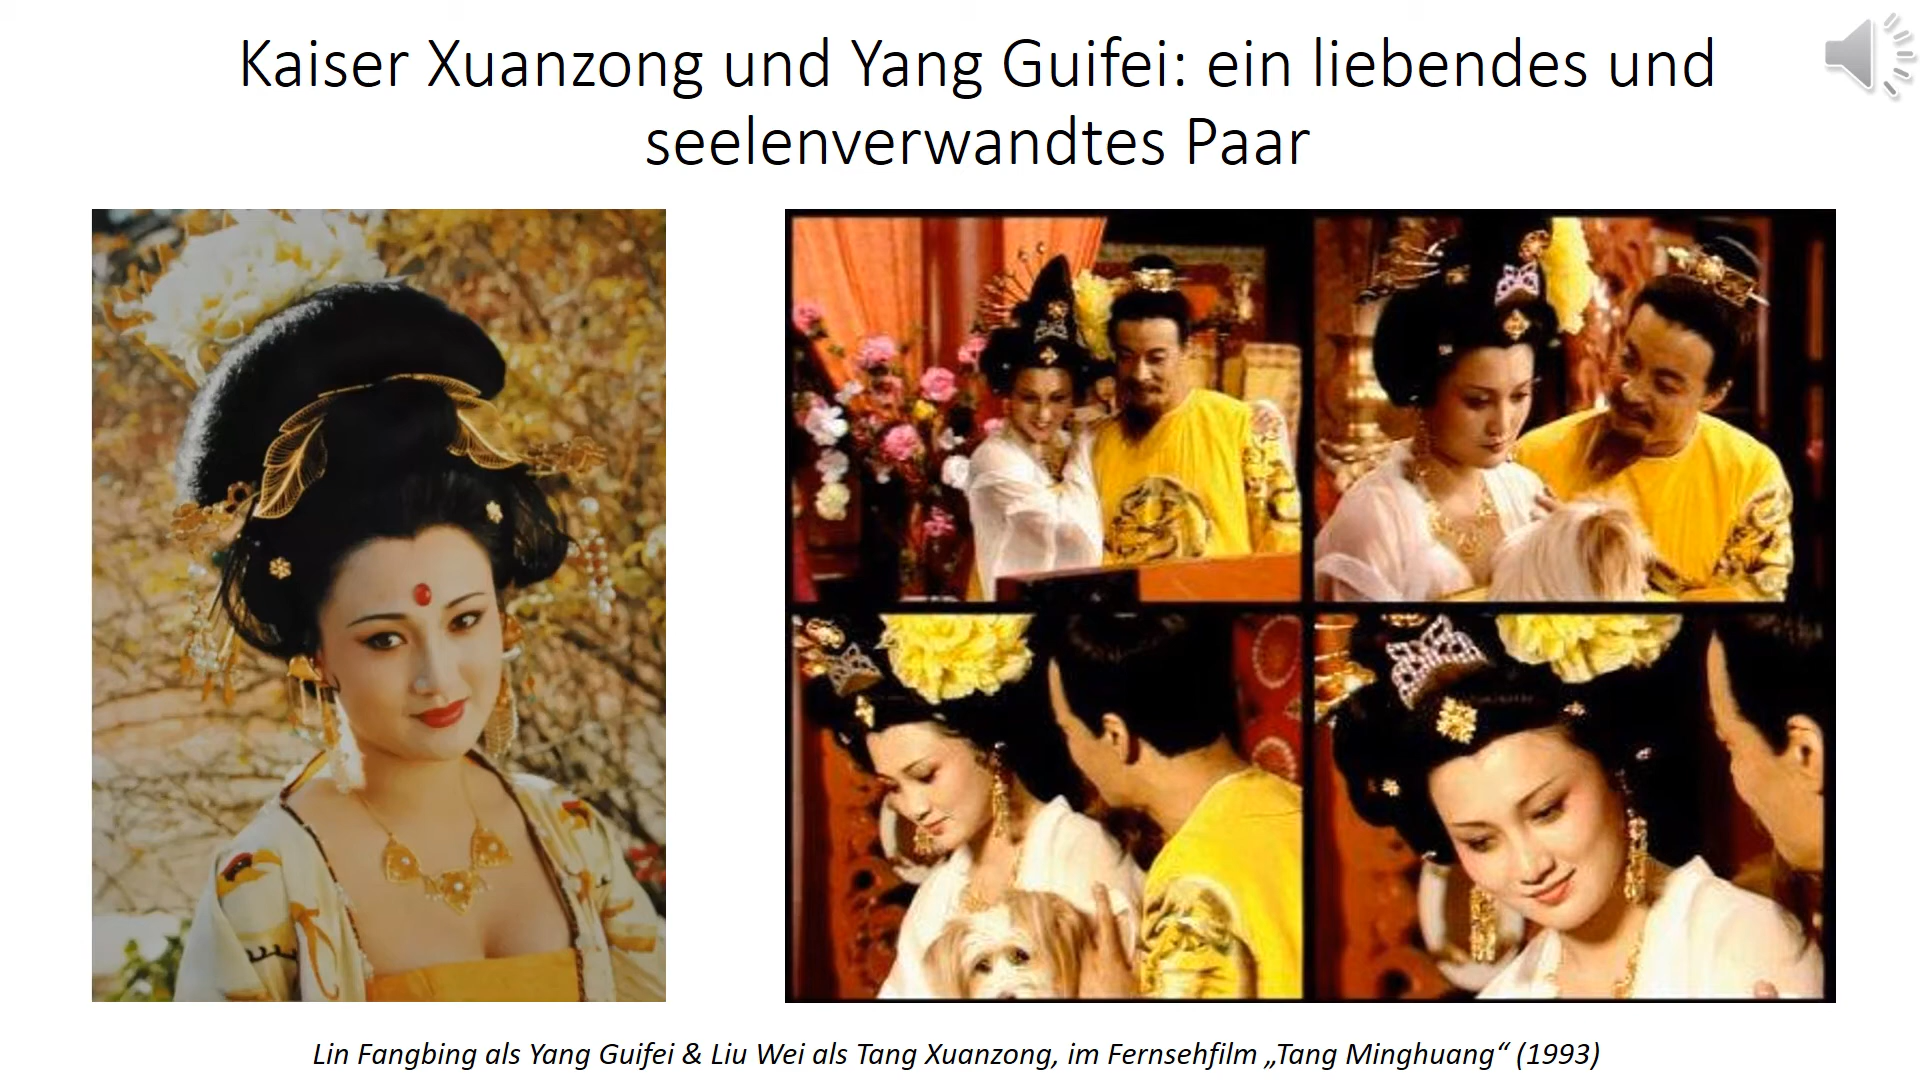 Kaiser Xuanzong und Yang Guifei: ein liebendes und
seelenverwandtes Paar
Lin Fangbing als Yang Guifei & Liu Wei als Tang Xuanzong, im Fernsehfilm „Tang Minghuang“ (1993)